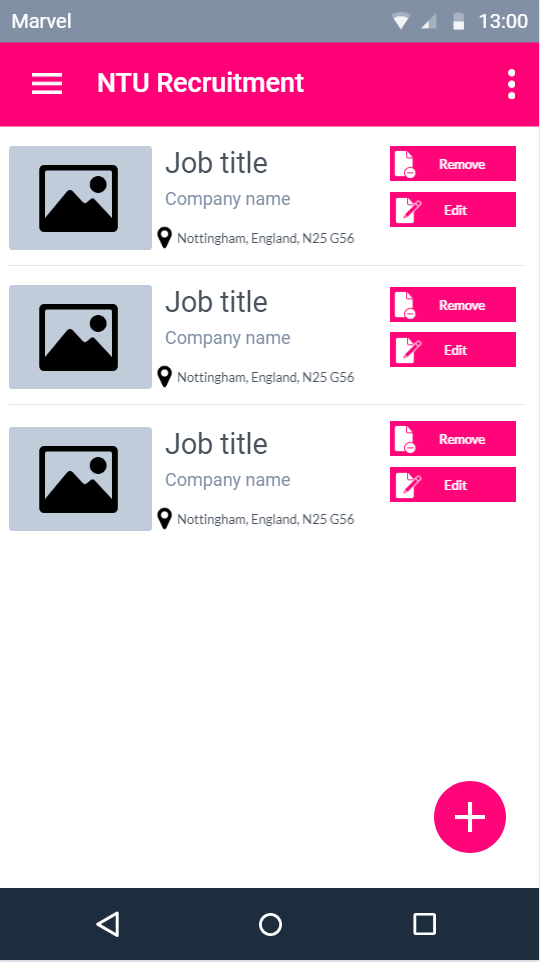 Marvel 13:00
NTU Recruitment
Job title
Remove
Company name
Edit
Nottingham, England, N25 G56
Job title
Remove
Company name
Edit
Nottingham, England, N25 G56
Job title
Remove
Company name
Edit
Nottingham, England, N25 G56